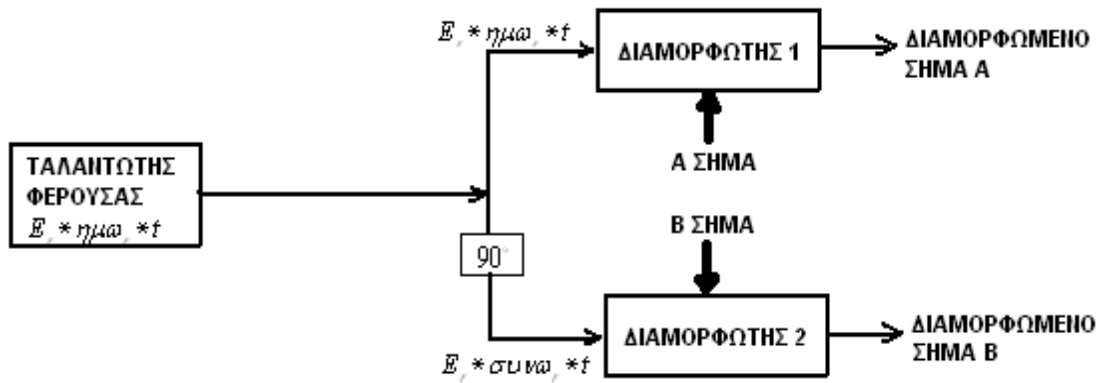 E, * ημω, * t
ΔΙΑΜΟΡΦΩΤΗΣ 1
ΔΙΑΜΟΡΦΩΜΕΝΟ
ΣΗΜΑ Α
Α ΣΗΜΑ
ΤΑΛΑΝΤΩΤΗΣ
ΦΕΡΟΥΣΑΣ
E, * ημω, * t
Β ΣΗΜΑ
90°
ΔΙΑΜΟΡΦΩΤΗΣ 2
ΔΙΑΜΟΡΦΩΜΕΝΟ
ΣΗΜΑ Β
E, * συνω, * t